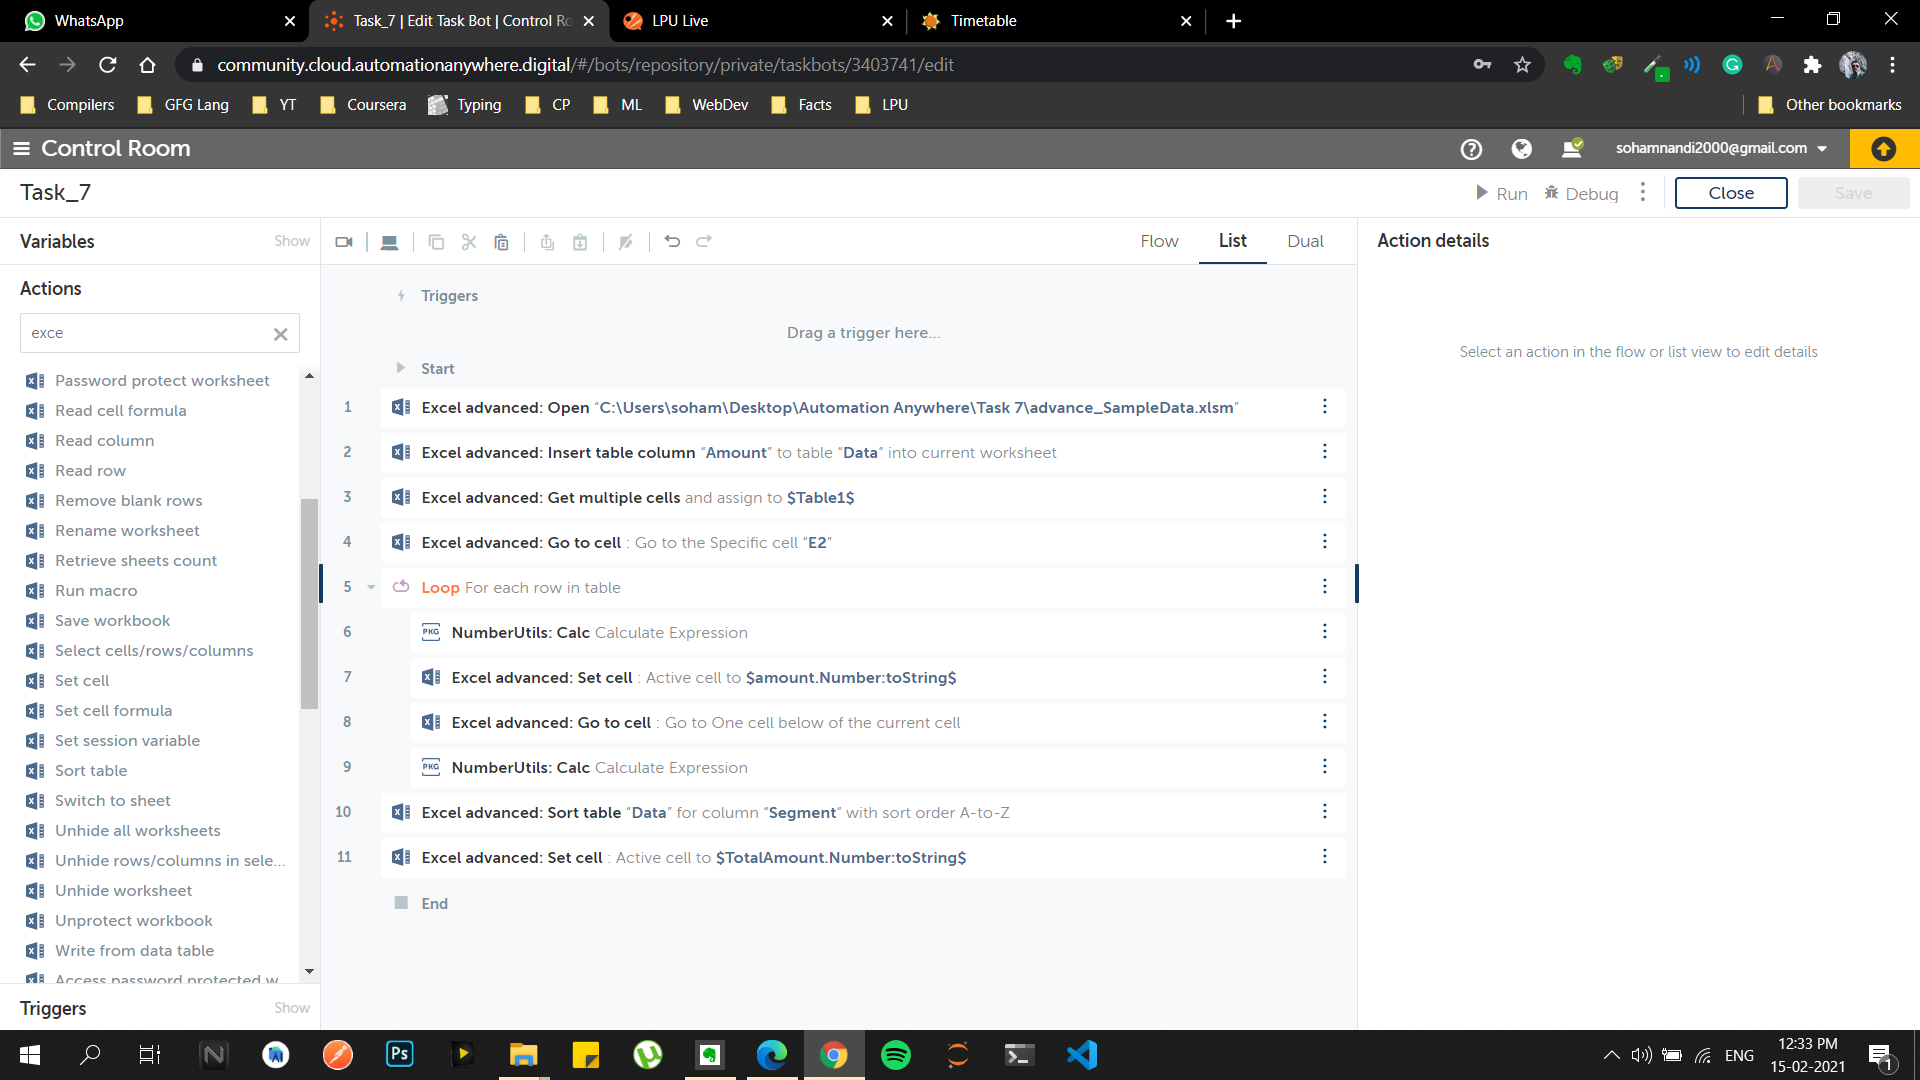 WhatsApp
Task_7 | Edit Task Bot | Control Ro
LPU Live
Timetable
community.cloud.automationanywhere.digital/#/bots/repository/private/taskbots/3403741/edit
Compilers GFG Lang YT Coursera Typing CP ML WebDev Facts LPU Other bookmarks
Control Room
sohamnandi2000@gmail.com
Task_7
Run Debug Close Save
Variables Show
Flow List Dual
Action details
Actions
exce
Password protect worksheet
Read cell formula
Read column
Read row
Remove blank rows
Rename worksheet
Retrieve sheets count
Run macro
Save workbook
Select cells/rows/columns
Set cell
Set cell formula
Set session variable
Sort table
Switch to sheet
Unhide all worksheets
Unhide rows/columns in sele...
Unhide worksheet
Unprotect workbook
Write from data table
Access password protected w
Triggers Show
Triggers
Drag a trigger here...
Start
1 Excel advanced: Open “C:\Users\soham\Desktop\Automation Anywhere\Task 7\advance_SampleData.xlsm”
2 Excel advanced: Insert table column “Amount” to table “Data” into current worksheet
3 Excel advanced: Get multiple cells and assign to $Table1$
4 Excel advanced: Go to cell : Go to the Specific cell “E2”
5 Loop For each row in table
6 PKG NumberUtils: Calc Calculate Expression
7 Excel advanced: Set cell : Active cell to $amount.Number:toString$
8 Excel advanced: Go to cell : Go to One cell below of the current cell
9 PKG NumberUtils: Calc Calculate Expression
10 Excel advanced: Sort table “Data” for column “Segment” with sort order A-to-Z
11 Excel advanced: Set cell : Active cell to $TotalAmount.Number:toString$
End
Select an action in the flow or list view to edit details
Ps
ENG
12:33 PM
15-02-2021
1